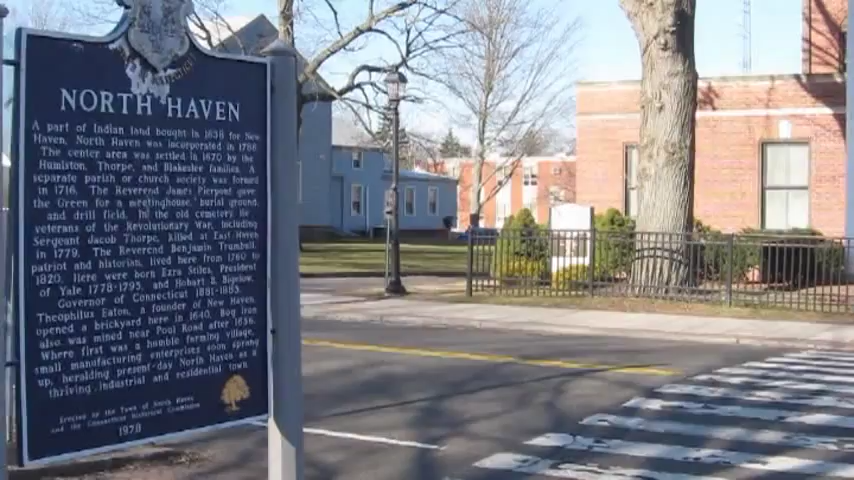 NORTH HAVEN
A part of Indian land bought in 1638 for New
Haven, North Haven was incorporated in 1786
The center area was settled in 1670 by the
Humiston, Thorpe, and Blakeslee families. A
separate parish or church society was formed
in 1716. The Reverend James Pierpont gave
the Green for a meetinghouse, burial ground,
and drill field. In the old cemetery lie
veterans of the Revolutionary War, including
Sergeant Jacob Thorpe, killed at East Haven
in 1779. The Reverend Benjamin Trumbull,
patriot and historian, lived here from 1760 to
1820. Here were born Ezra Stiles, President
of Yale 1778-1795, and Hobart B. Bigelow,
Governor of Connecticut 1881-1883.
Theophilus Eaton, a founder of New Haven,
opened a brickyard here in 1640. Bog iron
also was mined near Pool Road after 1656.
Where first was a humble farming village,
small manufacturing enterprises soon sprang
up, heralding present-day North Haven as a
thriving industrial and residential town.
Erected by the Town of North Haven
and the Connecticut Historical Commission
1978